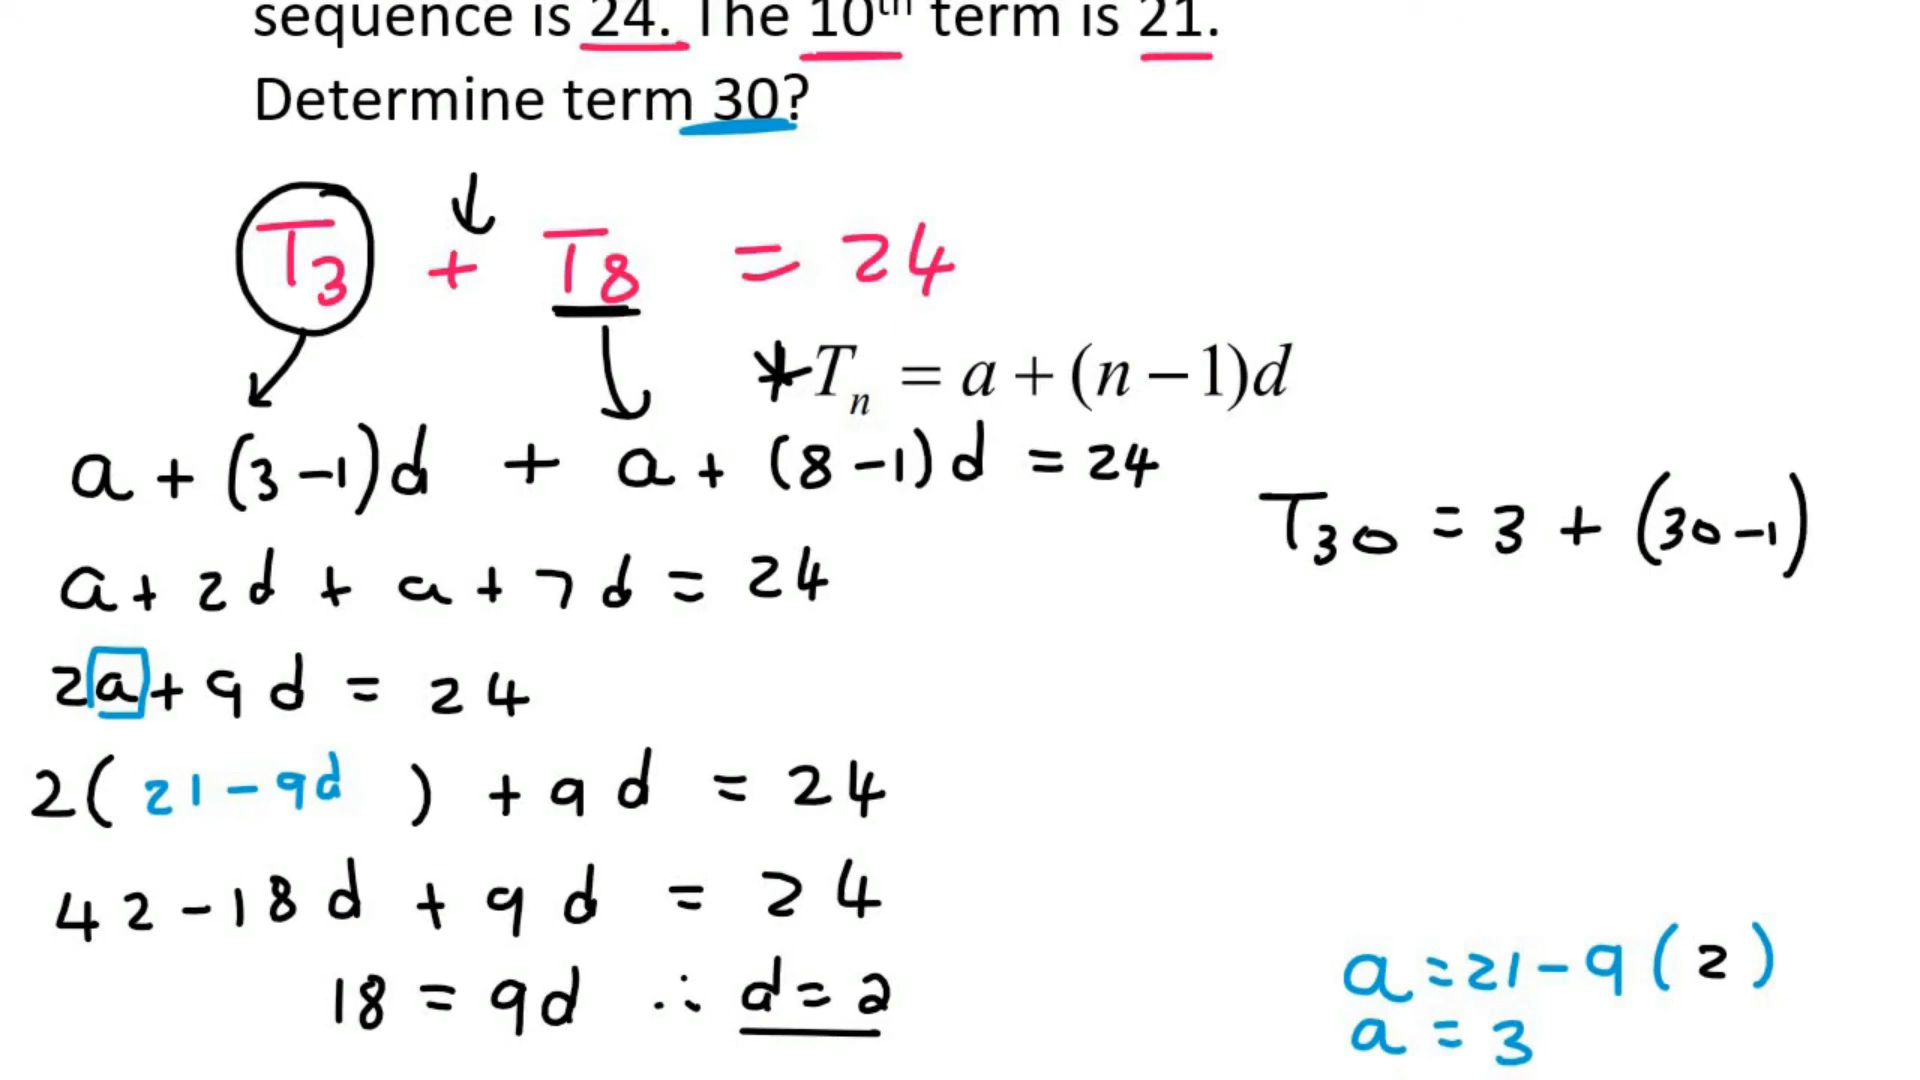 sequence is 24. The 10th term is 21.
Determine term 30?
T3 + T8 = 24
*Tn = a + (n − 1)d
a + (3 − 1)d + a + (8 − 1)d = 24
T30 = 3 + (30 − 1)
a + 2d + a + 7d = 24
2a + 9d = 24
2( 21 − 9d ) + 9d = 24
42 − 18d + 9d = 24
a = 21 − 9(2)
18 = 9d ∴ d = 2
a = 3